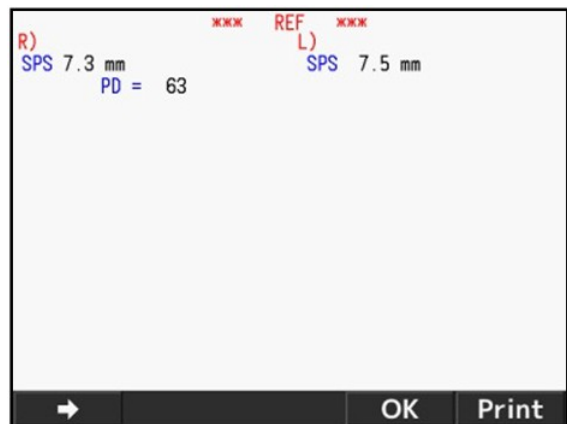 *** REF ***
R) L)
SPS 7.3 mm SPS 7.5 mm
PD = 63
OK Print